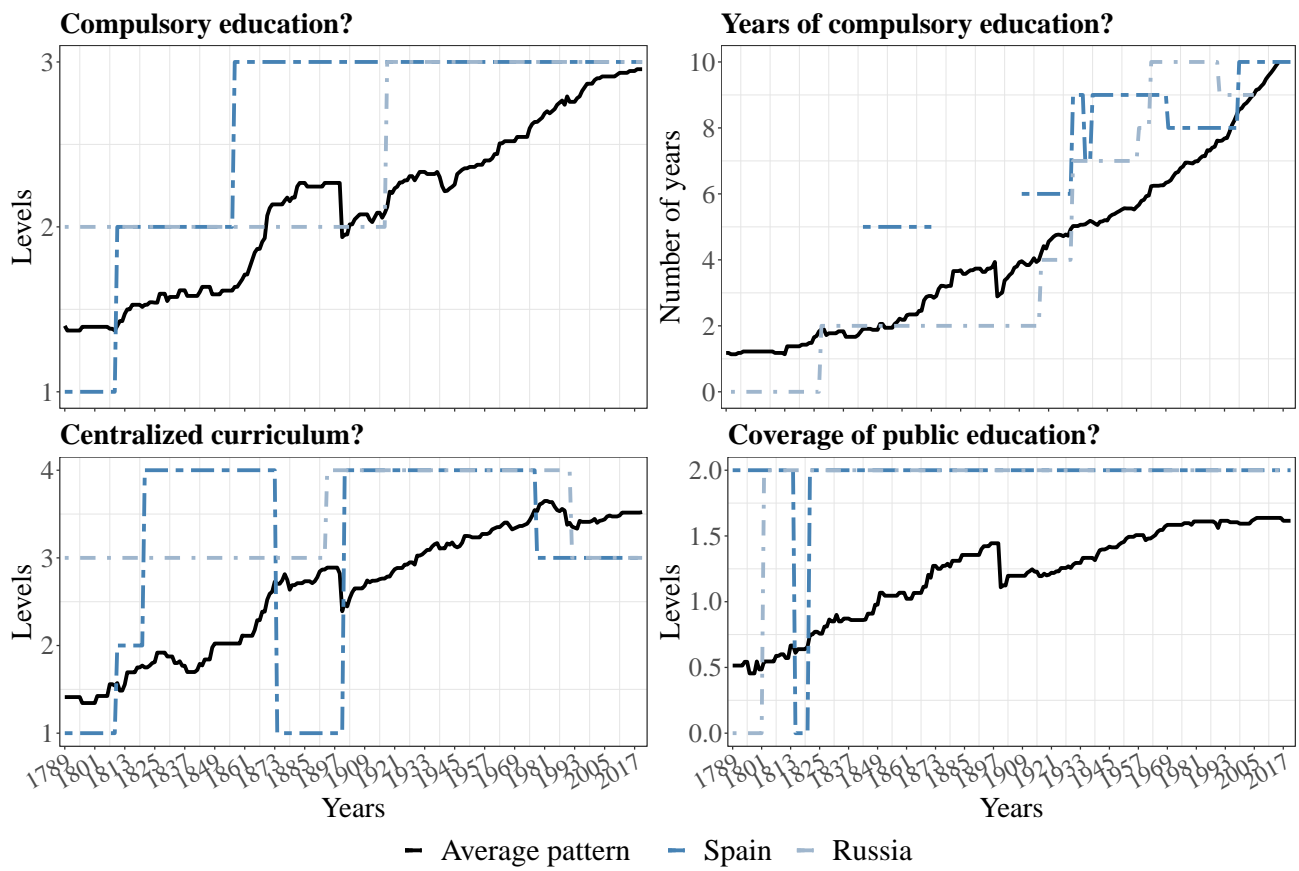 Compulsory education?
Years of compulsory education?
3
2
1
Levels
10
8
6
4
2
0
Number of years
Centralized curriculum?
Coverage of public education?
4
3
2
1
Levels
2.0
1.5
1.0
0.5
0.0
Levels
1789 1801 1813 1825 1837 1849 1861 1873 1885 1897 1909 1921 1933 1945 1957 1969 1981 1993 2005 2017
1789 1801 1813 1825 1837 1849 1861 1873 1885 1897 1909 1921 1933 1945 1957 1969 1981 1993 2005 2017
Years
Years
Average pattern Spain Russia